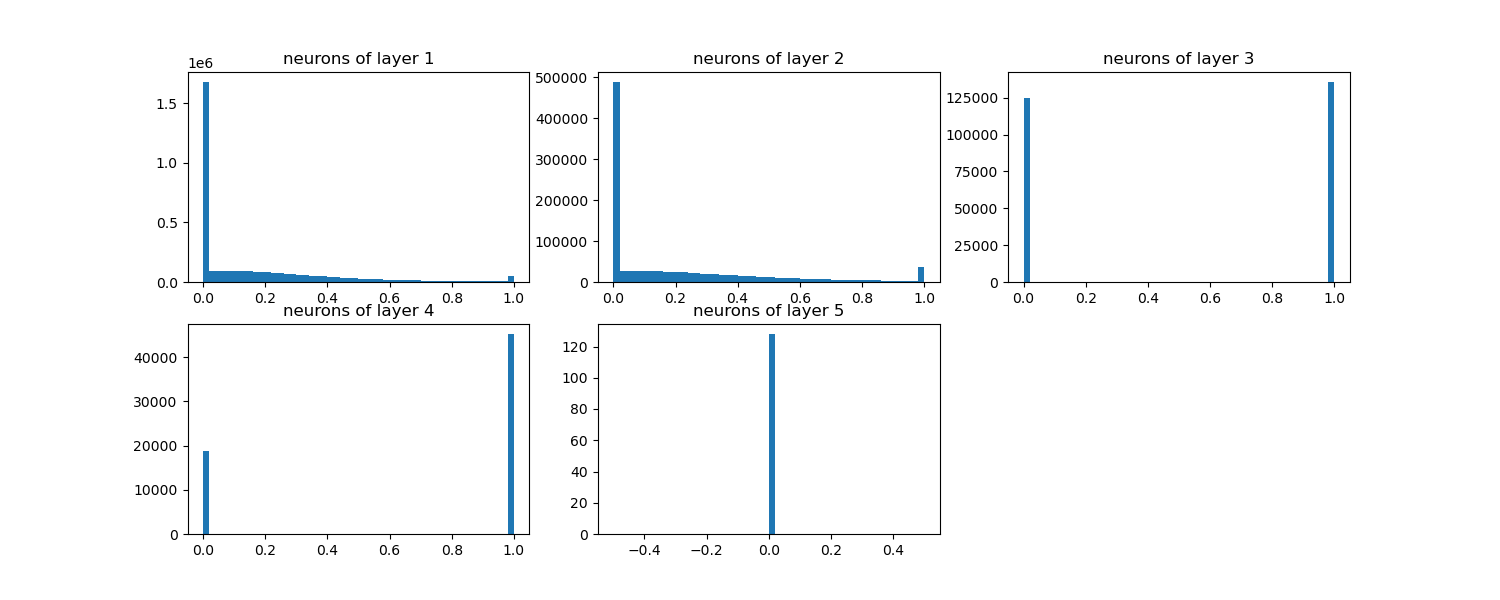 neurons of layer 1
1e6
1.5
1.0
0.5
0.0
0.0 0.2 0.4 0.6 0.8 1.0
neurons of layer 2
500000
400000
300000
200000
100000
0
0.0 0.2 0.4 0.6 0.8 1.0
neurons of layer 3
125000
100000
75000
50000
25000
0
0.0 0.2 0.4 0.6 0.8 1.0
neurons of layer 4
40000
30000
20000
10000
0
0.0 0.2 0.4 0.6 0.8 1.0
neurons of layer 5
120
100
80
60
40
20
0
−0.4 −0.2 0.0 0.2 0.4